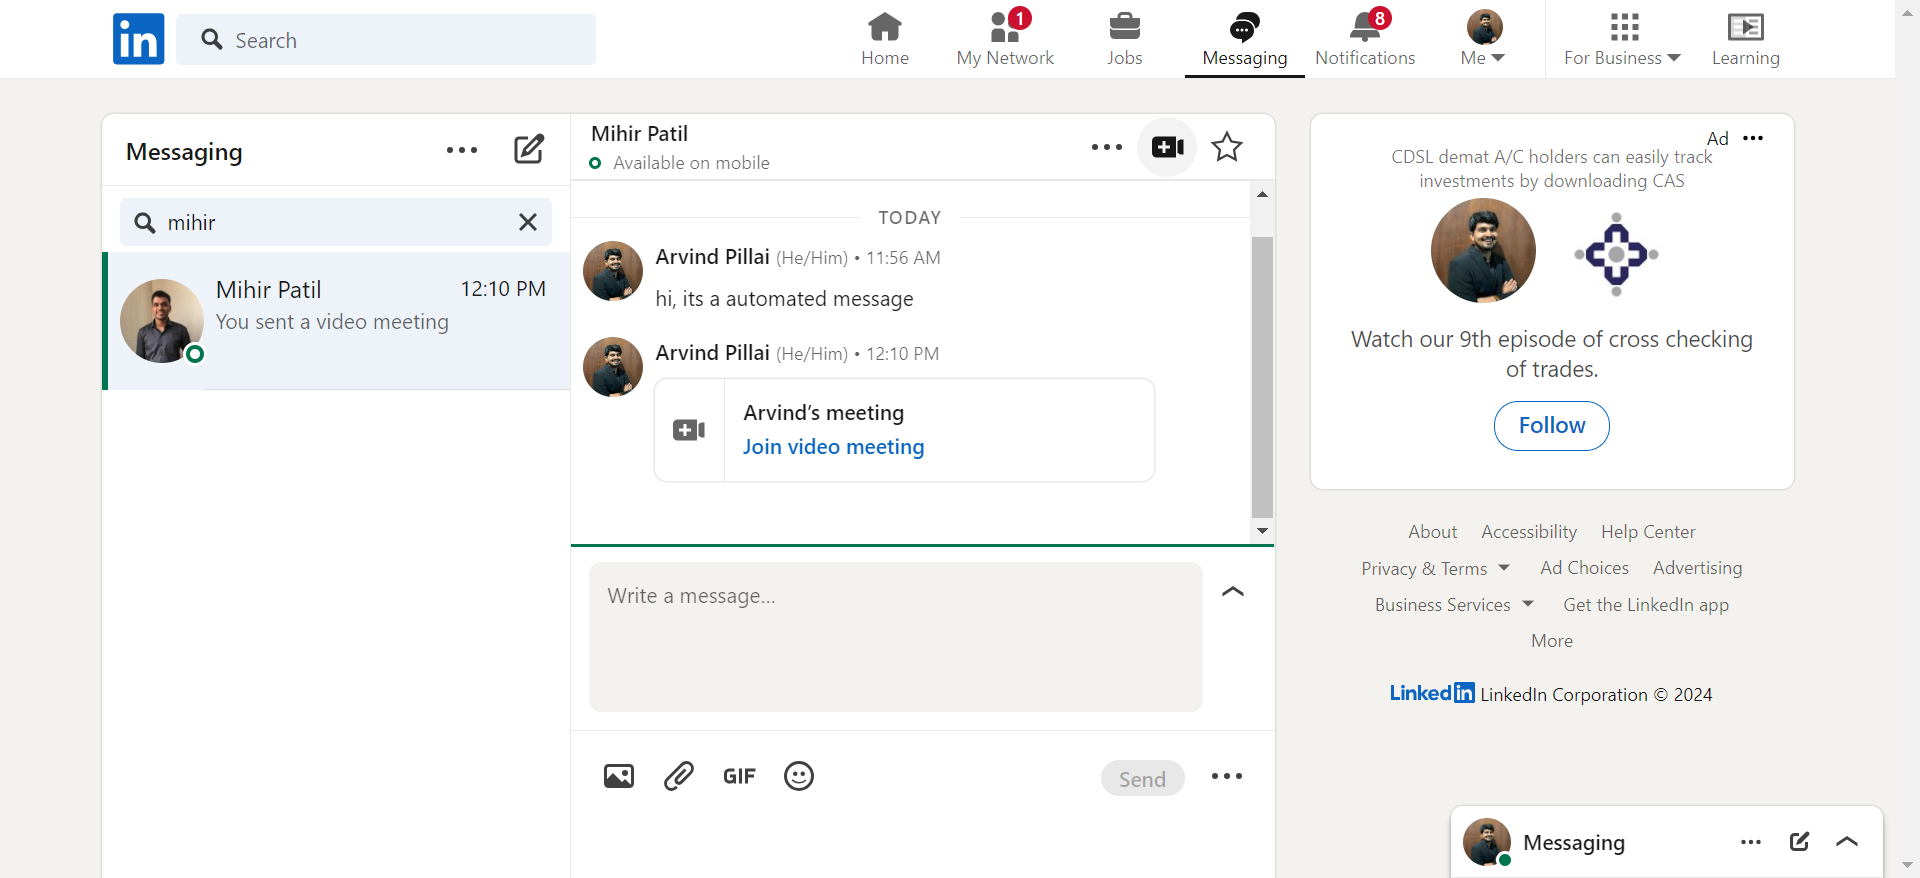 in
Search
Home
My Network
1
Jobs
Messaging
Notifications
8
Me
For Business
Learning
Messaging
mihir
Mihir Patil
12:10 PM
You sent a video meeting
Mihir Patil
Available on mobile
TODAY
Arvind Pillai (He/Him) • 11:56 AM
hi, its a automated message
Arvind Pillai (He/Him) • 12:10 PM
Arvind’s meeting
Join video meeting
Write a message…
GIF
Send
Ad
CDSL demat A/C holders can easily track
investments by downloading CAS
Watch our 9th episode of cross checking
of trades.
Follow
About Accessibility Help Center
Privacy & Terms Ad Choices Advertising
Business Services Get the LinkedIn app
More
LinkedIn LinkedIn Corporation © 2024
Messaging